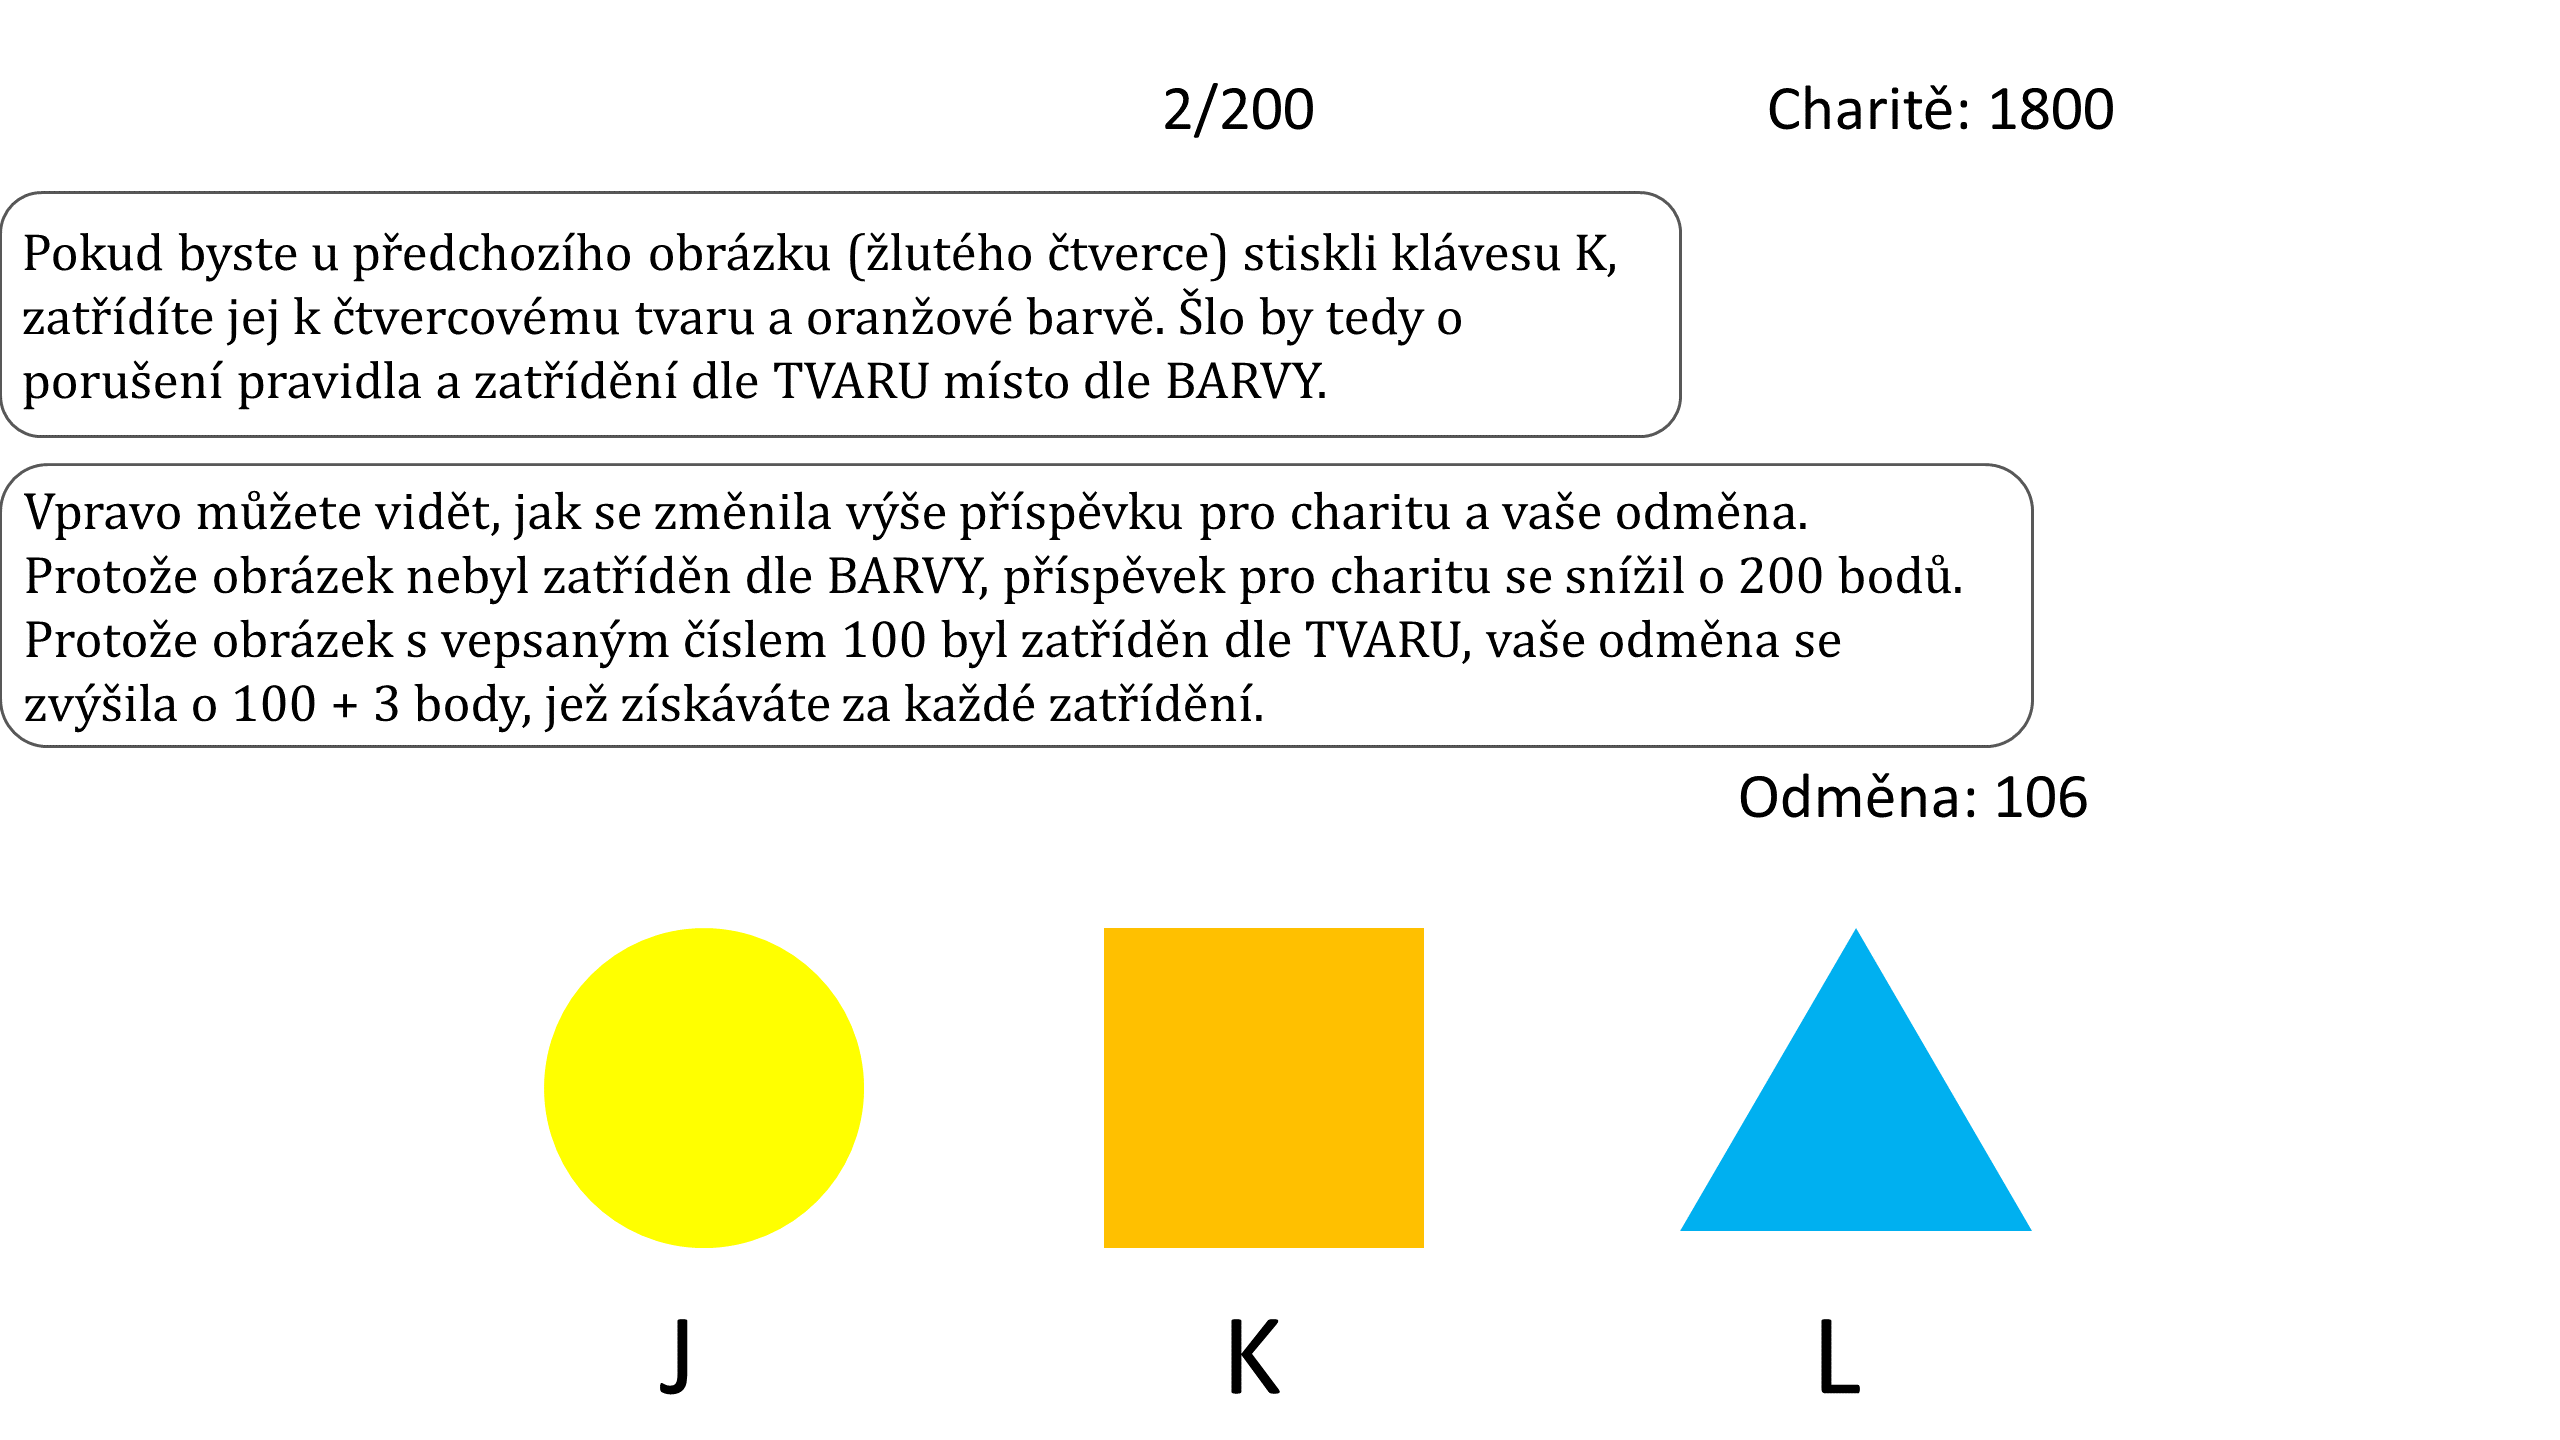 2/200
Charitě: 1800
Pokud byste u předchozího obrázku (žlutého čtverce) stiskli klávesu K,
zatřídíte jej k čtvercovému tvaru a oranžové barvě. Šlo by tedy o
porušení pravidla a zatřídění dle TVARU místo dle BARVY.
Vpravo můžete vidět, jak se změnila výše příspěvku pro charitu a vaše odměna.
Protože obrázek nebyl zatříděn dle BARVY, příspěvek pro charitu se snížil o 200 bodů.
Protože obrázek s vepsaným číslem 100 byl zatříděn dle TVARU, vaše odměna se
zvýšila o 100 + 3 body, jež získáváte za každé zatřídění.
Odměna: 106
J
K
L